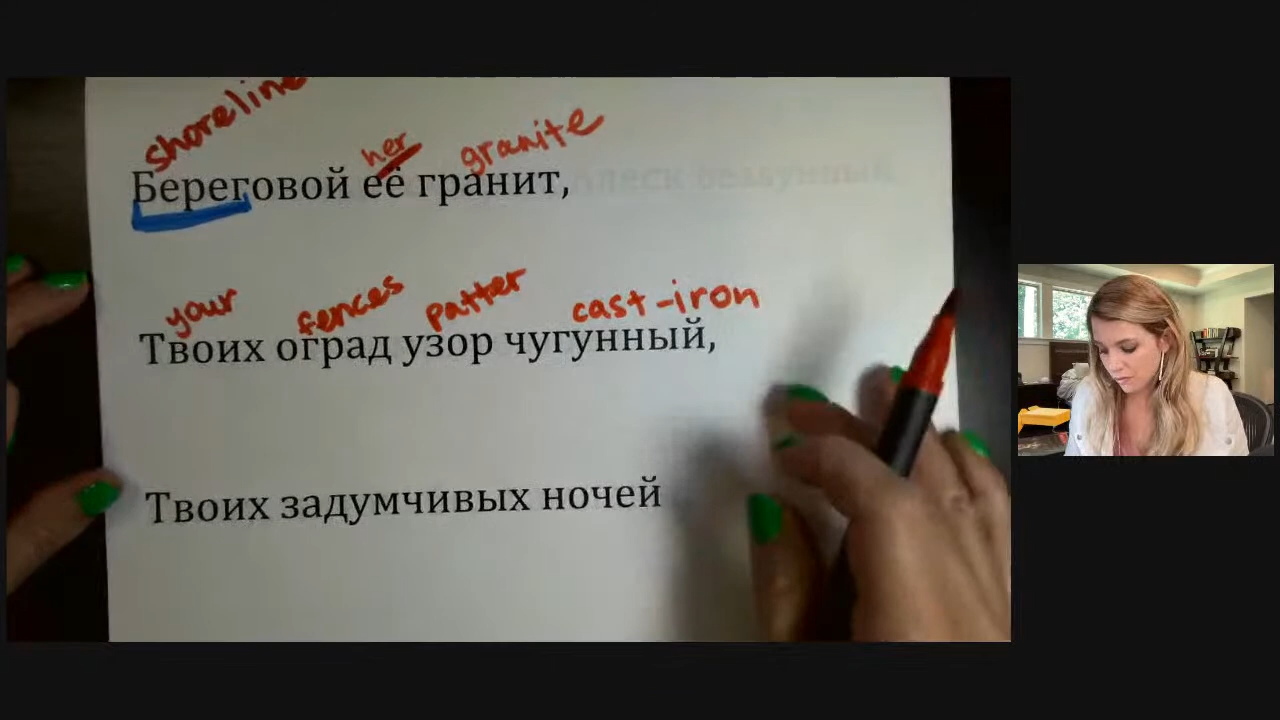 shoreline
her granite
Береговой её гранит,
your fences patter cast-iron
Твоих оград узор чугунный,
Твоих задумчивых ночей